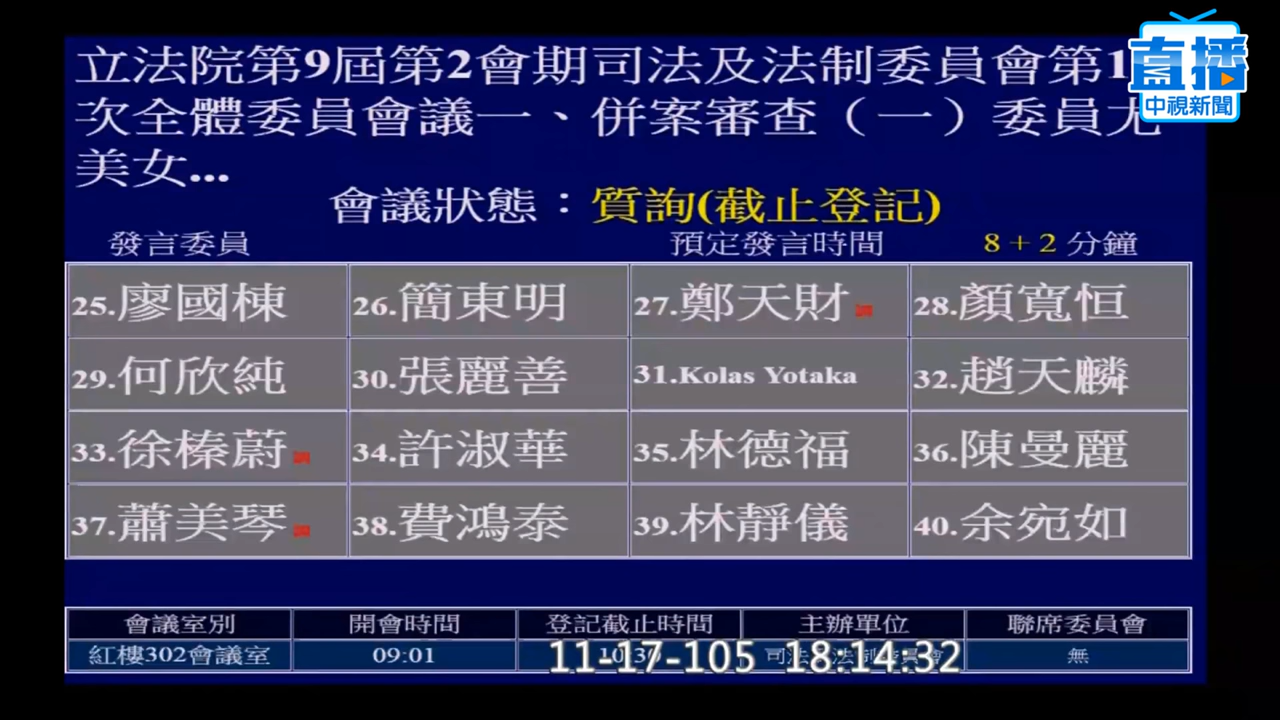 立法院第9屆第2會期司法及法制委員會第1
次全體委員會議一、併案審查（一）委員尤
美女...
直播
中視新聞
會議狀態：質詢(截止登記)
發言委員 預定發言時間 8+2 分鐘
25.廖國棟 26.簡東明 27.鄭天財 28.顏寬恒
29.何欣純 30.張麗善 31.Kolas Yotaka 32.趙天麟
33.徐榛蔚 34.許淑華 35.林德福 36.陳曼麗
37.蕭美琴 38.費鴻泰 39.林靜儀 40.余宛如
會議室別 開會時間 登記截止時間 主辦單位 聯席委員會
紅樓302會議室 09:01 無
11-17-105 18:14:32